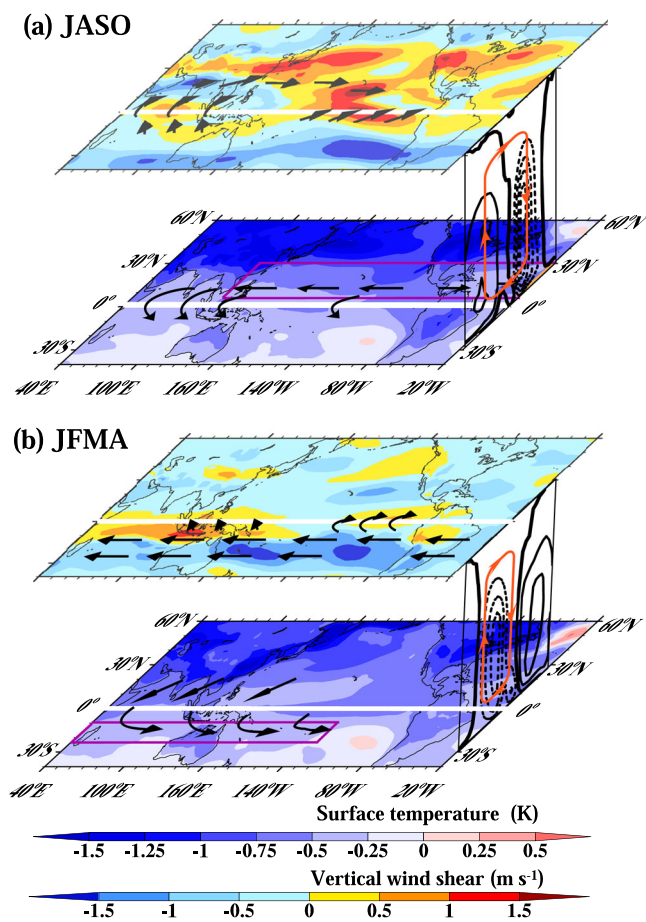 (a) JASO
60°N
60°N
30°N
30°N
0°
0°
30°S
30°S
40°E 100°E 160°E 140°W 80°W 20°W
(b) JFMA
60°N
60°N
30°N
30°N
0°
0°
30°S
30°S
40°E 100°E 160°E 140°W 80°W 20°W
Surface temperature (K)
-1.5 -1.25 -1 -0.75 -0.5 -0.25 0 0.25 0.5
Vertical wind shear (m s⁻¹)
-1.5 -1 -0.5 0 0.5 1 1.5